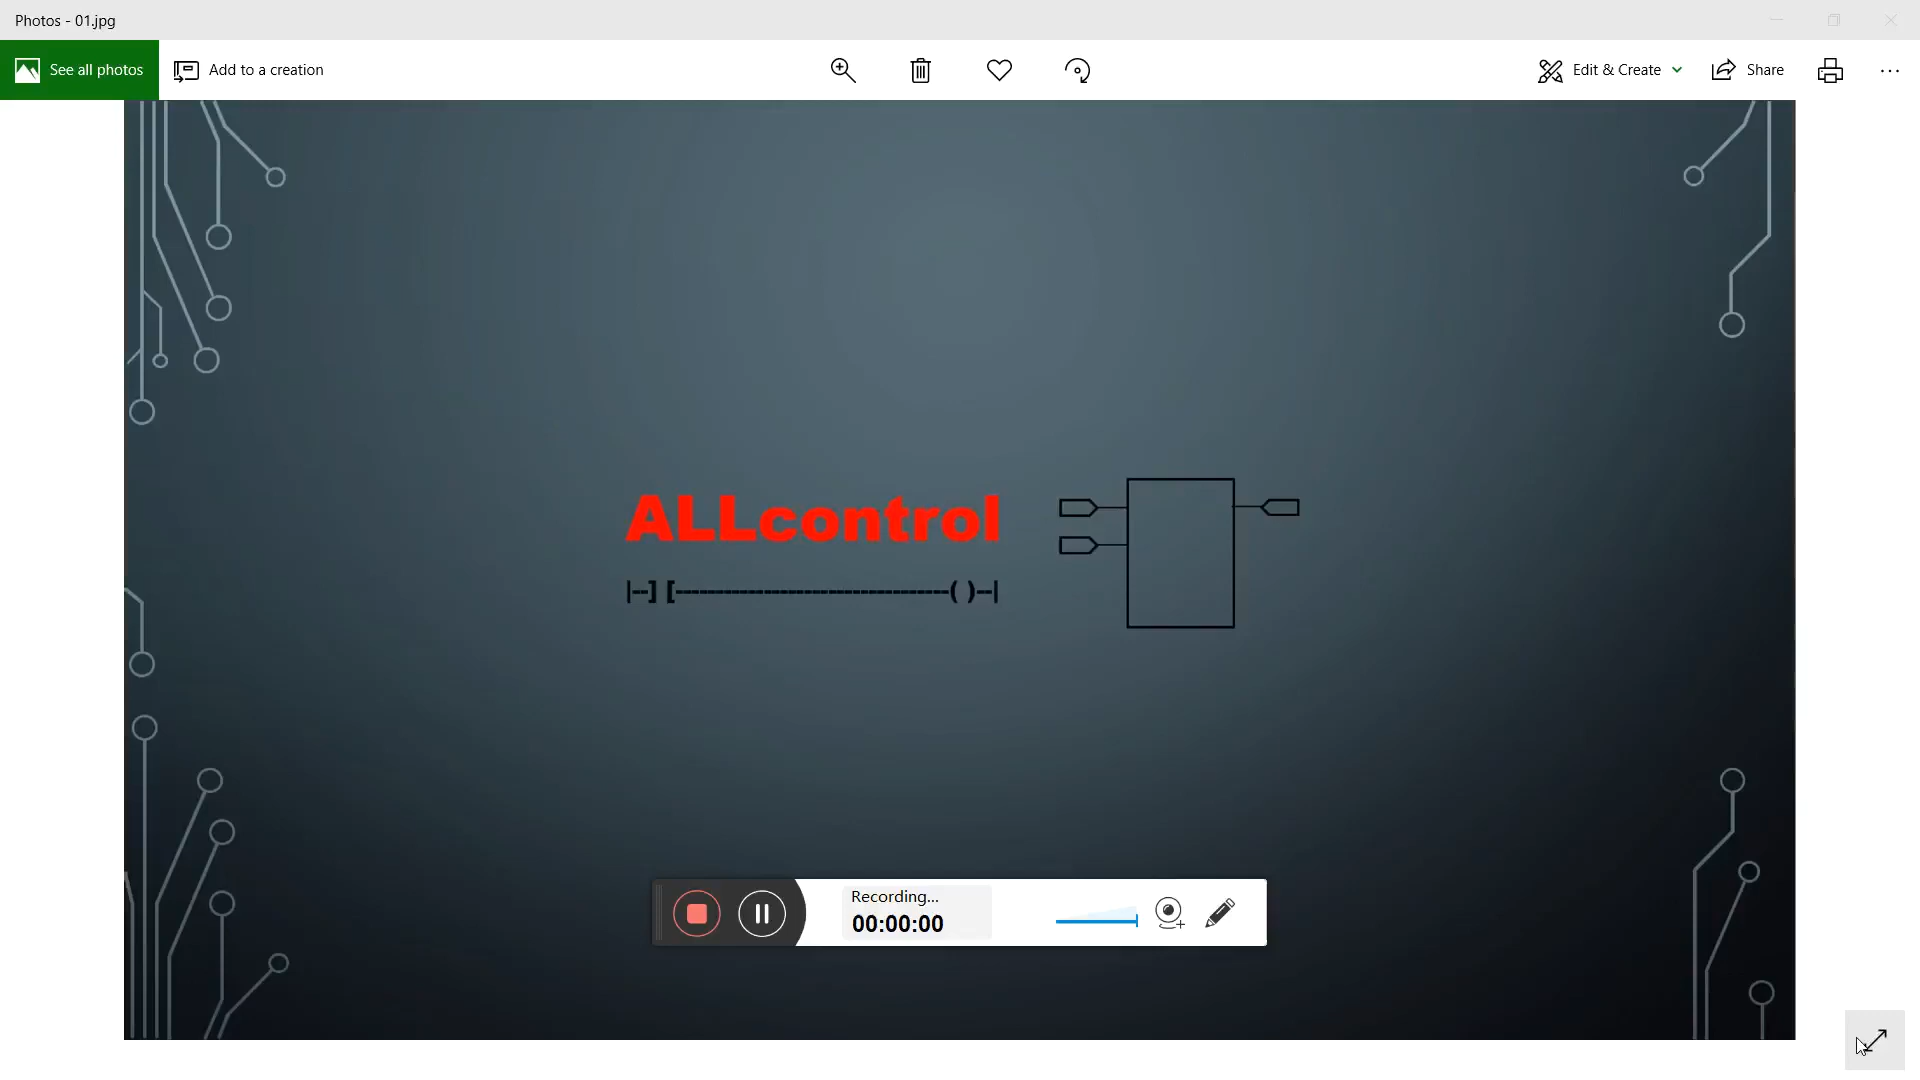 Photos - 01.jpg
See all photos
Add to a creation
Edit & Create
Share
ALLcontrol
|--] [----------------------------------( )--|
Recording...
00:00:00